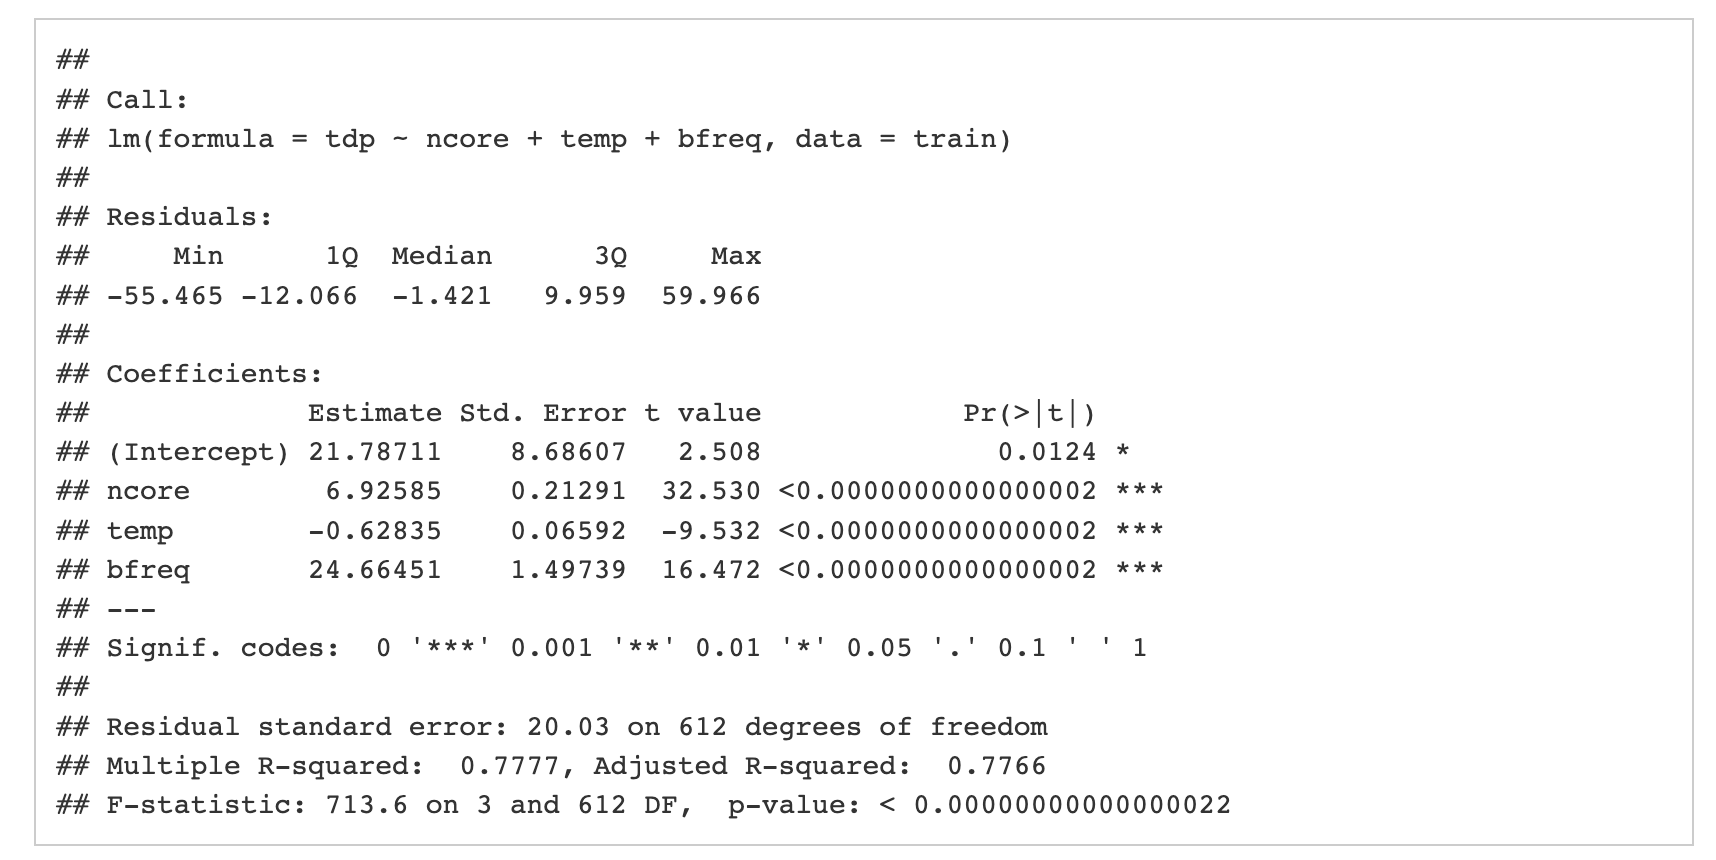 ##
## Call:
## lm(formula = tdp ~ ncore + temp + bfreq, data = train)
##
## Residuals:
##     Min      1Q  Median      3Q     Max
## -55.465 -12.066  -1.421   9.959  59.966
##
## Coefficients:
##             Estimate Std. Error t value            Pr(>|t|)
## (Intercept) 21.78711    8.68607   2.508              0.0124 *
## ncore        6.92585    0.21291  32.530 <0.0000000000000002 ***
## temp        -0.62835    0.06592  -9.532 <0.0000000000000002 ***
## bfreq       24.66451    1.49739  16.472 <0.0000000000000002 ***
## ---
## Signif. codes:  0 '***' 0.001 '**' 0.01 '*' 0.05 '.' 0.1 ' ' 1
##
## Residual standard error: 20.03 on 612 degrees of freedom
## Multiple R-squared:  0.7777, Adjusted R-squared:  0.7766
## F-statistic: 713.6 on 3 and 612 DF,  p-value: < 0.00000000000000022